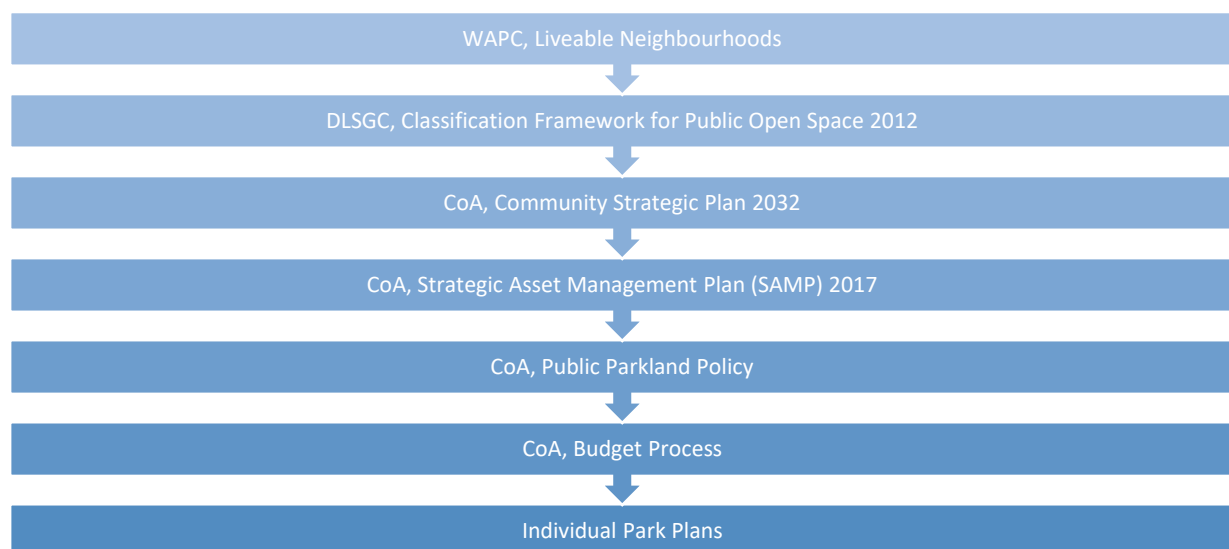 WAPC, Liveable Neighbourhoods
DLSGC, Classification Framework for Public Open Space 2012
CoA, Community Strategic Plan 2032
CoA, Strategic Asset Management Plan (SAMP) 2017
CoA, Public Parkland Policy
CoA, Budget Process
Individual Park Plans